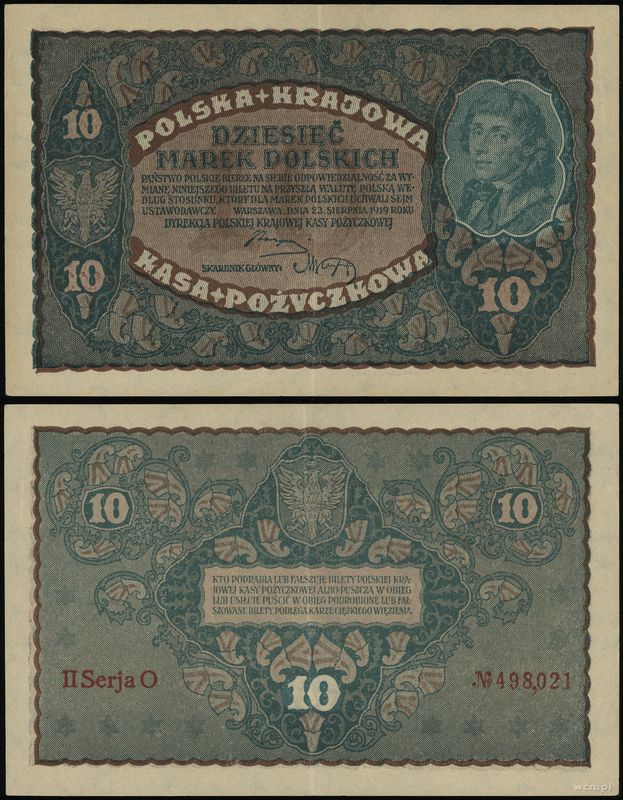 10
POLSKA+KRAJOWA
DZIESIĘĆ
MAREK POLSKICH
PAŃSTWO POLSKIE BIERZE NA SIEBIE ODPOWIEDZIALNOŚĆ ZA WY-
MIANĘ NINIEJSZEGO BILETU NA PRZYSZŁĄ WALUTĘ POLSKĄ, WE-
DŁUG STOSUNKU, KTÓRY DLA MAREK POLSKICH UCHWALI SEJM
USTAWODAWCZY. WARSZAWA, DNIA 23. SIERPNIA 1919 ROKU
DYREKCJA POLSKIEJ KRAJOWEJ KASY POŻYCZKOWEJ
SKARBNIK GŁÓWNY:
KASA+POŻYCZKOWA
10
10
10
10
KTO PODRABIA LUB FAŁSZUJE BILETY POLSKIEJ KRA-
JOWEJ KASY POŻYCZKOWEJ ALBO PUSZCZA W OBIEG
LUB USIŁUJE PUŚCIĆ W OBIEG PODROBIONE LUB FAŁ-
SZOWANE BILETY, PODLEGA KARZE CIĘŻKIEGO WIĘZIENIA.
II Serja O
№ 498,021
10
wcn.pl